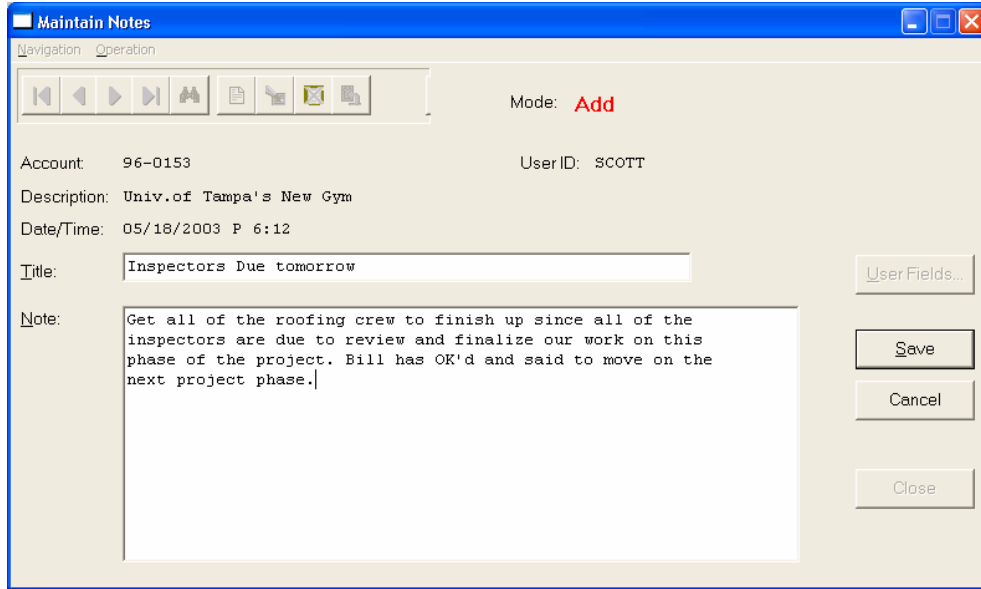 Maintain Notes
Navigation Operation
Mode: Add
Account: 96-0153 User ID: SCOTT
Description: Univ.of Tampa's New Gym
Date/Time: 05/18/2003 P 6:12
Title: Inspectors Due tomorrow
User Fields...
Note: Get all of the roofing crew to finish up since all of the
inspectors are due to review and finalize our work on this
phase of the project. Bill has OK'd and said to move on the
next project phase.
Save
Cancel
Close